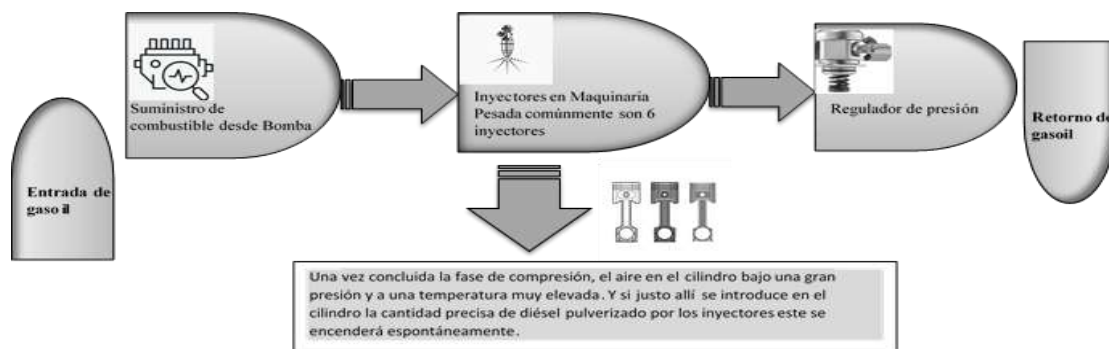 Entrada de
gasoil
Suministro de
combustible desde Bomba
Inyectores en Maquinaria
Pesada comúnmente son 6
inyectores
Regulador de presión
Retorno de
gasoil
Una vez concluida la fase de compresión, el aire en el cilindro bajo una gran
presión y a una temperatura muy elevada. Y si justo allí se introduce en el
cilindro la cantidad precisa de diésel pulverizado por los inyectores este se
encenderá espontáneamente.